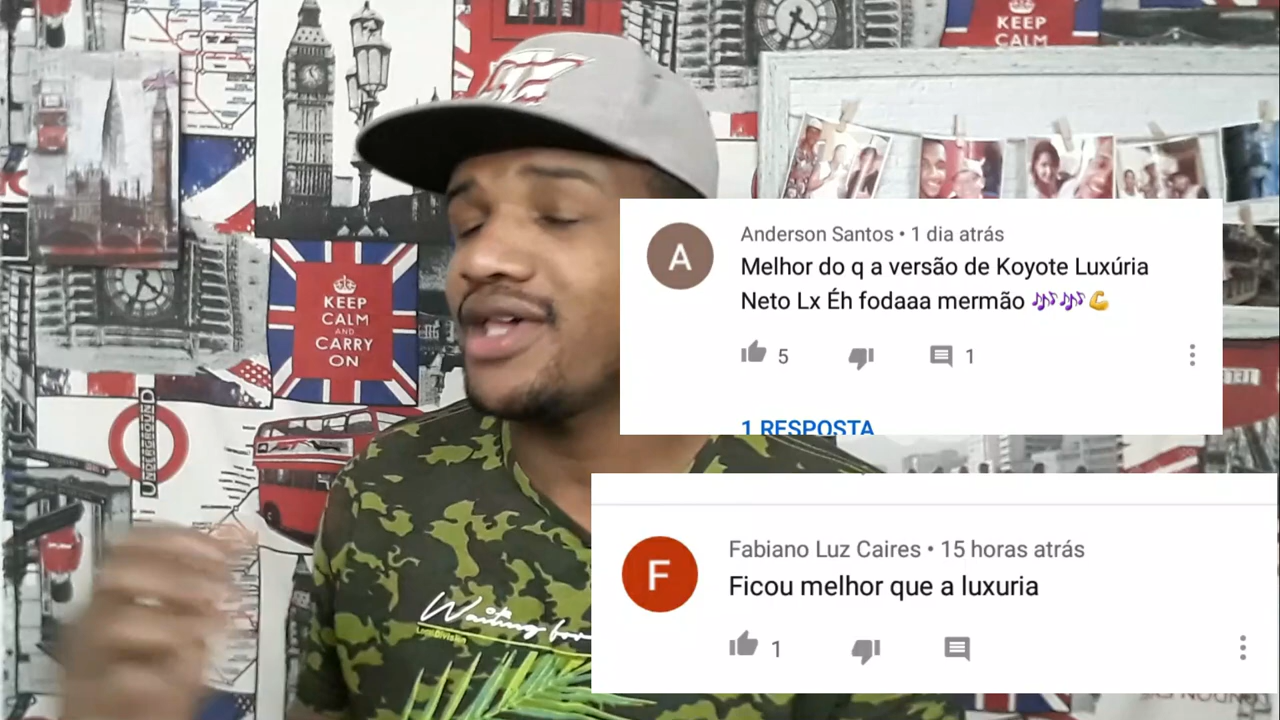 KEEP
CALM
KEEP
CALM
AND
CARRY
ON
UNDERGROUND
Anderson Santos • 1 dia atrás
Melhor do q a versão de Koyote Luxúria
Neto Lx Éh fodaaa mermão 🎶🎶💪
5
1
1 RESPOSTA
Fabiano Luz Caires • 15 horas atrás
Ficou melhor que a luxuria
1
Waiting for